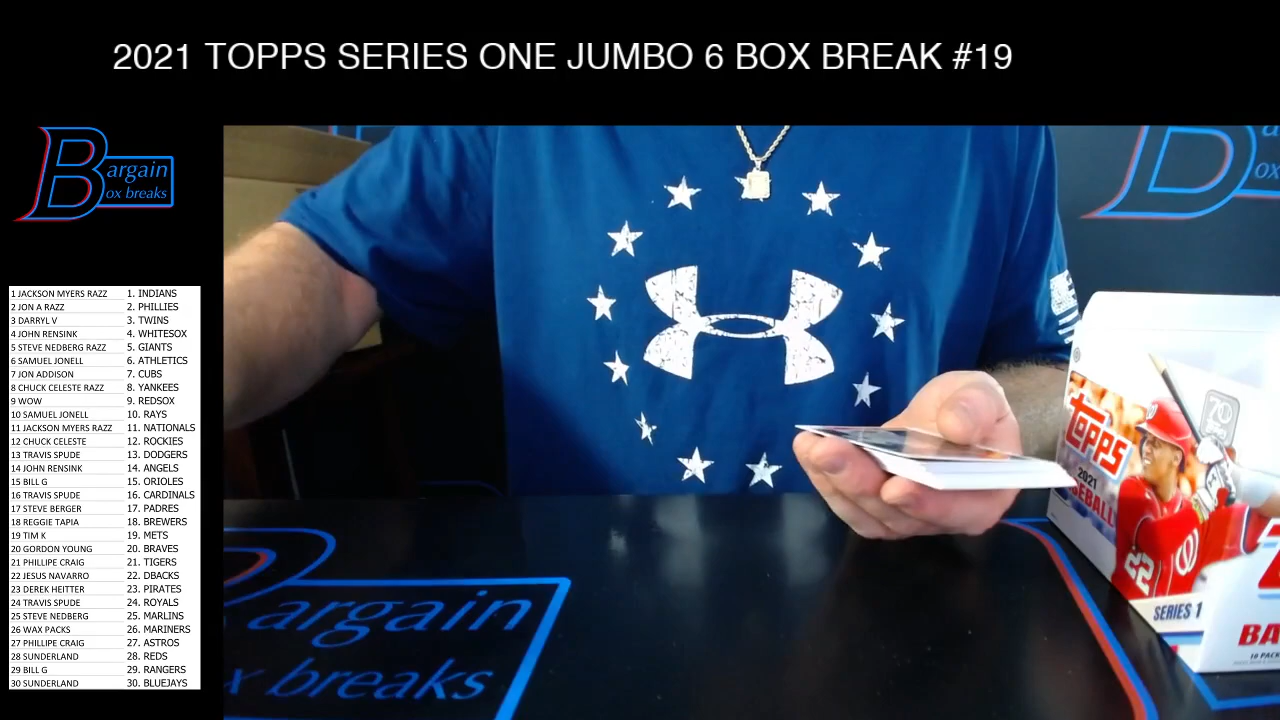 2021 TOPPS SERIES ONE JUMBO 6 BOX BREAK #19
Bargain
ox breaks
1 JACKSON MYERS RAZZ 1. INDIANS
2 JON A RAZZ 2. PHILLIES
3 DARRYL V 3. TWINS
4 JOHN RENSINK 4. WHITESOX
5 STEVE NEDBERG RAZZ 5. GIANTS
6 SAMUEL JONELL 6. ATHLETICS
7 JON ADDISON 7. CUBS
8 CHUCK CELESTE RAZZ 8. YANKEES
9 WOW 9. REDSOX
10 SAMUEL JONELL 10. RAYS
11 JACKSON MYERS RAZZ 11. NATIONALS
12 CHUCK CELESTE 12. ROCKIES
13 TRAVIS SPUDE 13. DODGERS
14 JOHN RENSINK 14. ANGELS
15 BILL G 15. ORIOLES
16 TRAVIS SPUDE 16. CARDINALS
17 STEVE BERGER 17. PADRES
18 REGGIE TAPIA 18. BREWERS
19 TIM K 19. METS
20 GORDON YOUNG 20. BRAVES
21 PHILLIPE CRAIG 21. TIGERS
22 JESUS NAVARRO 22. DBACKS
23 DEREK HEITTER 23. PIRATES
24 TRAVIS SPUDE 24. ROYALS
25 STEVE NEDBERG 25. MARLINS
26 WAX PACKS 26. MARINERS
27 PHILLIPE CRAIG 27. ASTROS
28 SUNDERLAND 28. REDS
29 BILL G 29. RANGERS
30 SUNDERLAND 30. BLUEJAYS
argain
x breaks
70
TOPPS
2021
BASEBALL
22
SERIES 1
BA
10 PACK